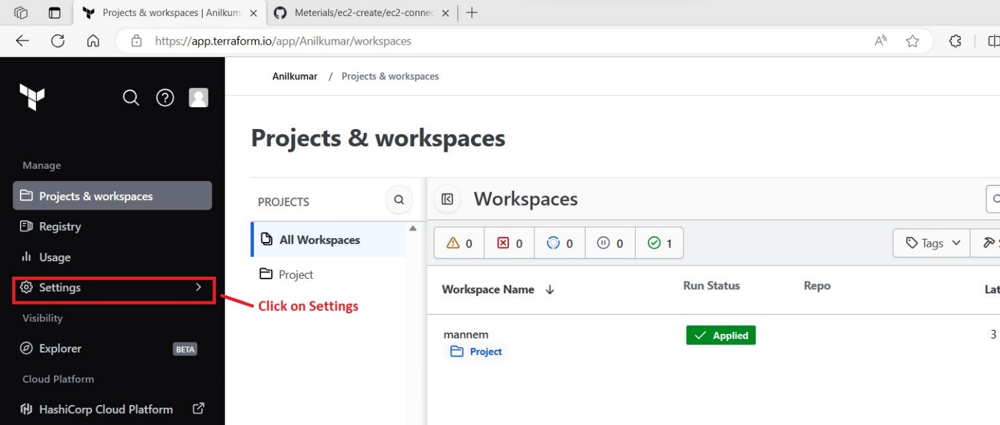 Projects & workspaces | Anilkum
Meterials/ec2-create/ec2-connec
https://app.terraform.io/app/Anilkumar/workspaces
Anilkumar / Projects & workspaces
Projects & workspaces
Manage
Projects & workspaces
Registry
Usage
Settings
Click on Settings
Visibility
Explorer BETA
Cloud Platform
HashiCorp Cloud Platform
PROJECTS
All Workspaces
Project
Workspaces
0 0 0 0 1
Tags
Workspace Name Run Status Repo Lat
mannem Applied 3
Project